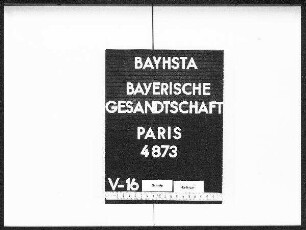 BAYHSTA
BAYERISCHE
GESANDTSCHAFT
PARIS
4873
V-16